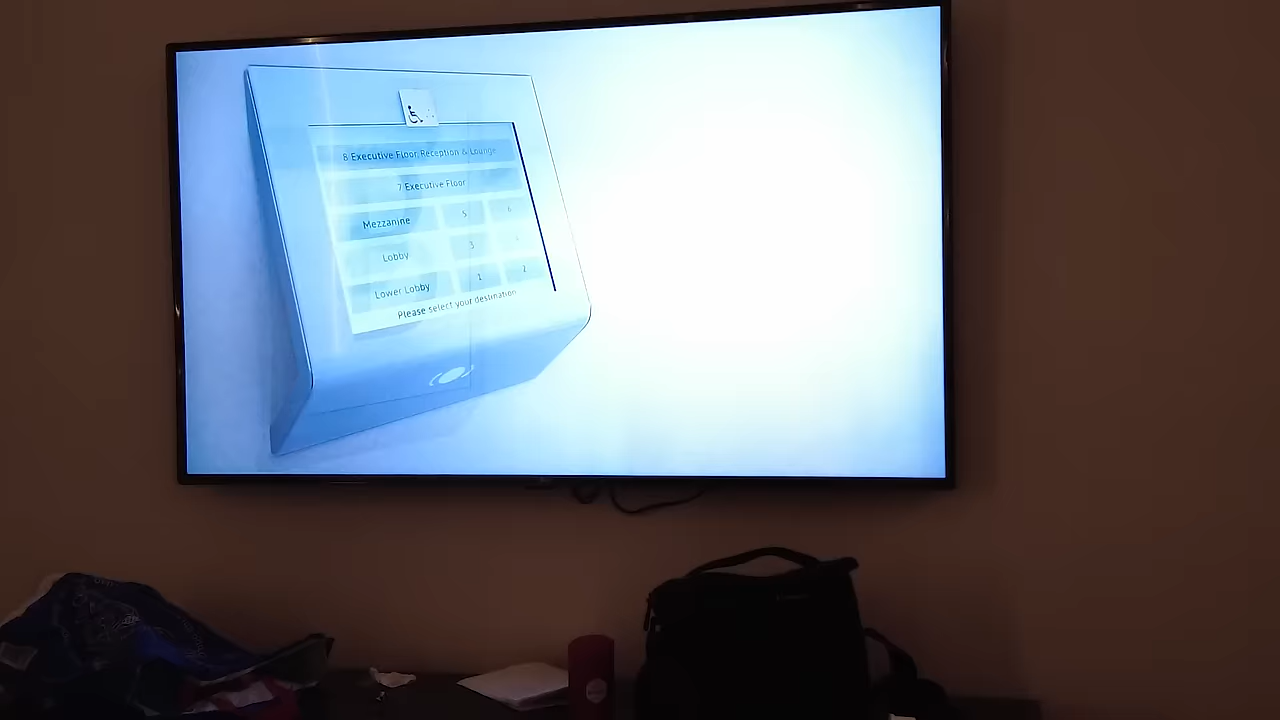 8 Executive Floor Reception & Lounge
7 Executive Floor
Mezzanine 5 6
Lobby 3
Lower Lobby 1 2
Please select your destination